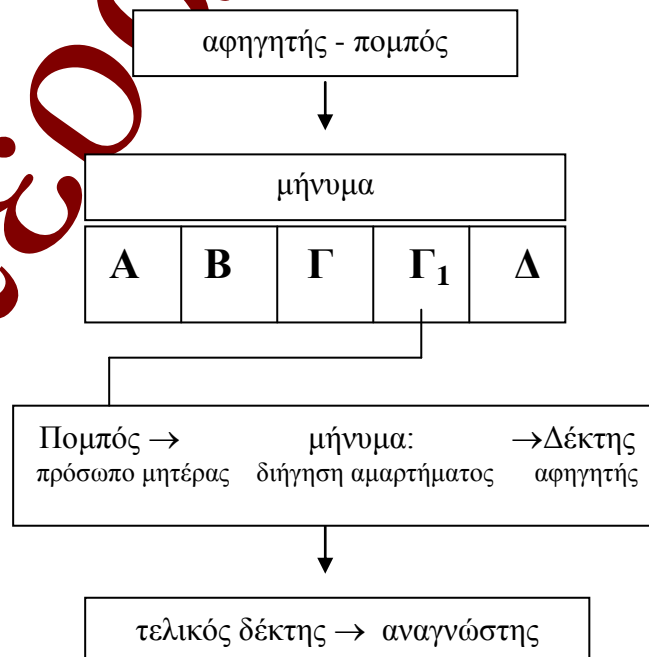 αφηγητής - πομπός
μήνυμα
Α Β Γ Γ₁ Δ
Πομπός → μήνυμα: →Δέκτης
πρόσωπο μητέρας διήγηση αμαρτήματος αφηγητής
τελικός δέκτης → αναγνώστης